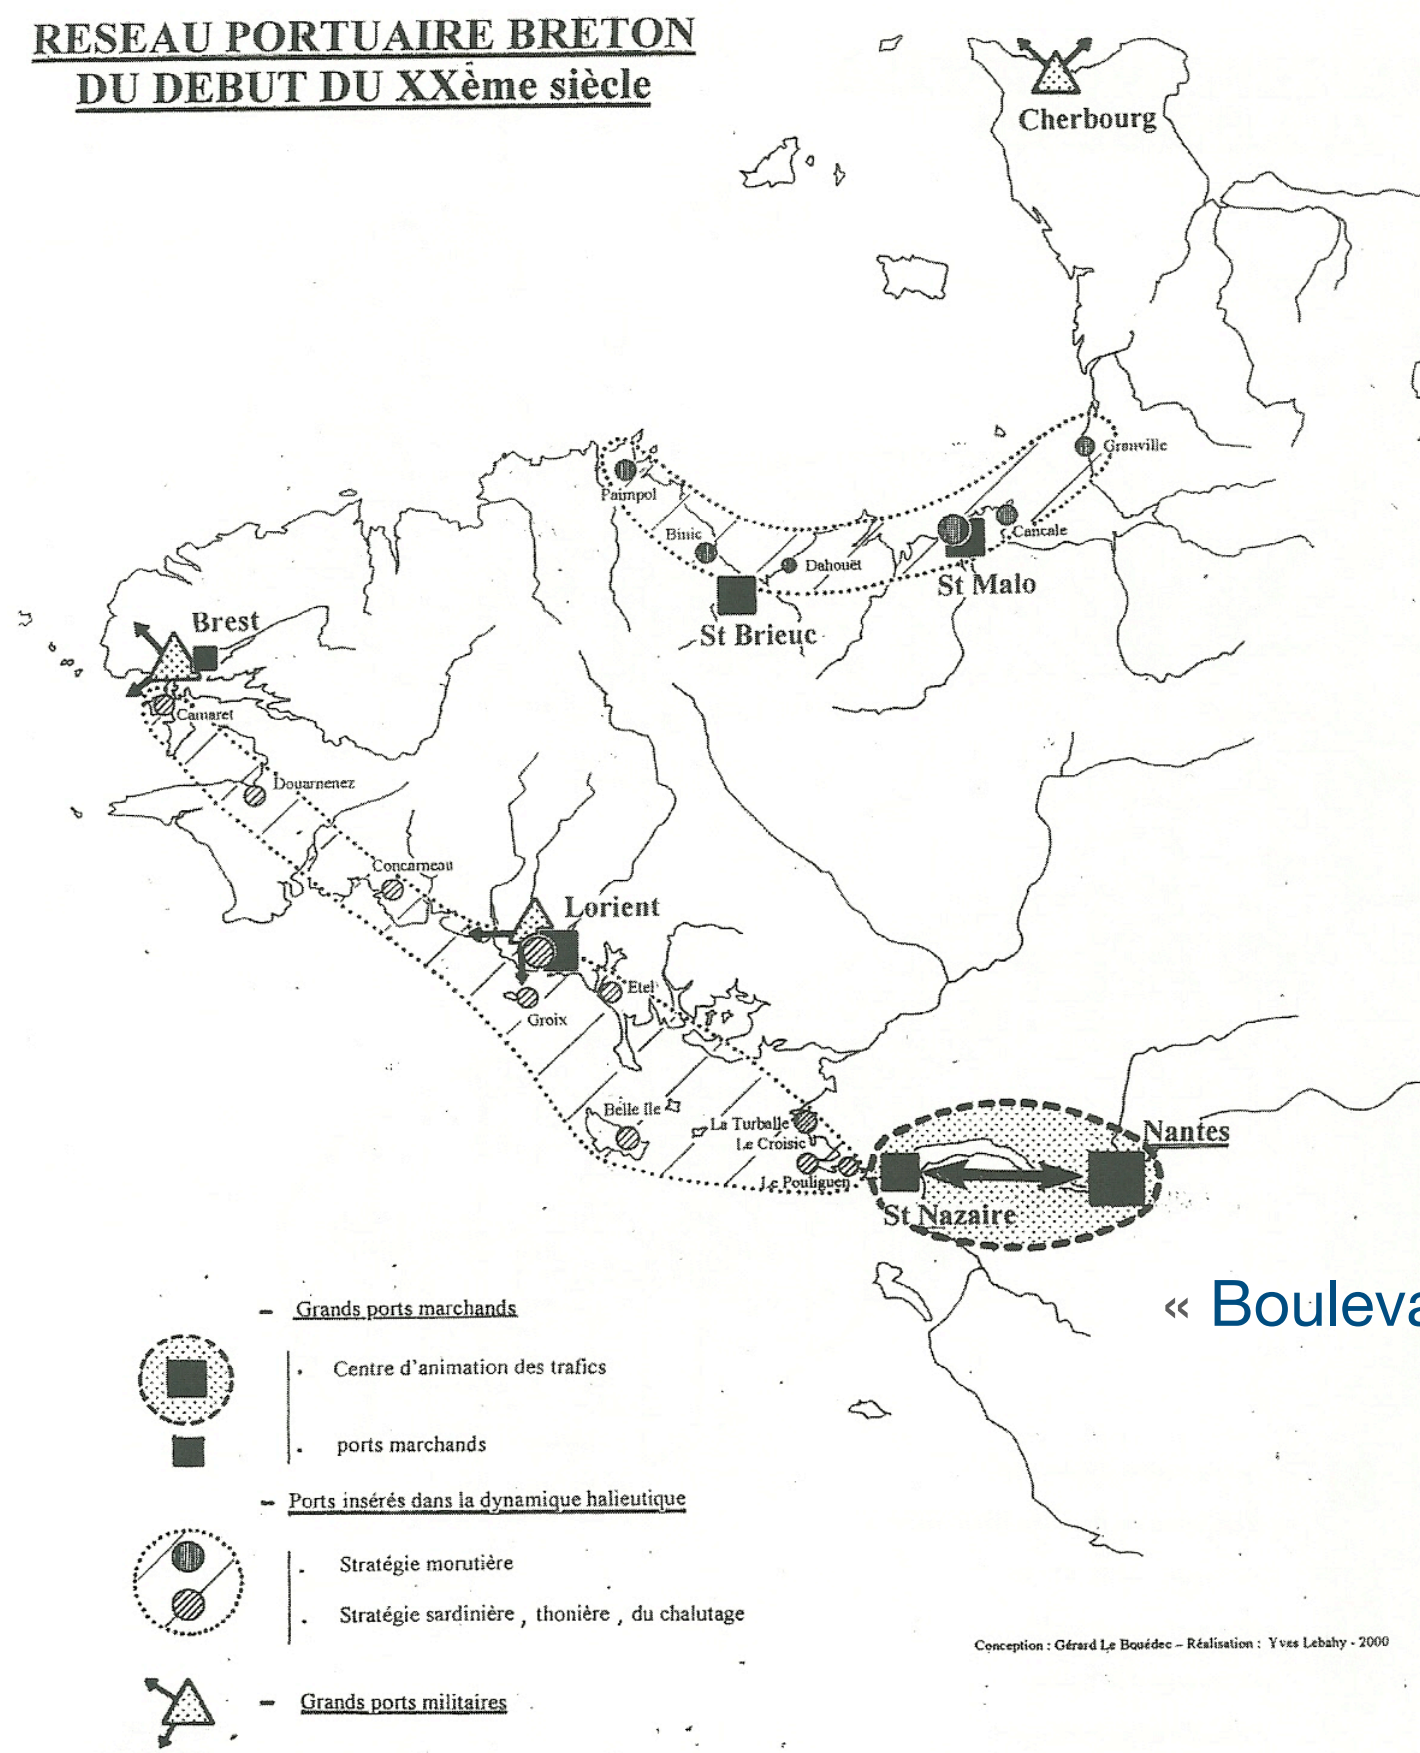 RESEAU PORTUAIRE BRETON
DU DEBUT DU XXème siècle
Cherbourg
Granville
Paimpol
Cancale
Binic
Dahouët
St Malo
St Brieuc
Brest
Camaret
Douarnenez
Concarneau
Lorient
Etel
Groix
Belle Ile
La Turballe
Le Croisic
Le Pouliguen
Nantes
St Nazaire
« Bouleva
– Grands ports marchands
. Centre d'animation des trafics
. ports marchands
– Ports insérés dans la dynamique halieutique
. Stratégie morutière
. Stratégie sardinière , thonière , du chalutage
Conception : Gérard Le Bouédec – Réalisation : Yves Lebahy - 2000
– Grands ports militaires